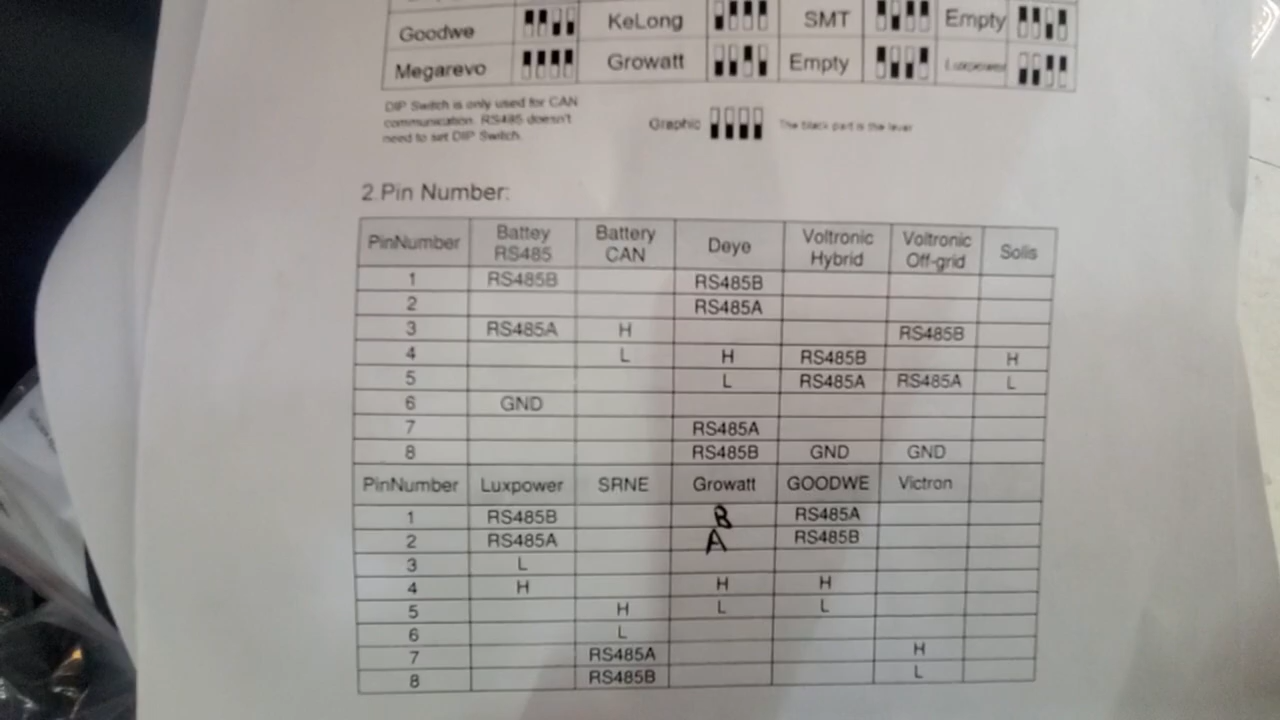 Goodwe KeLong SMT Empty
Megarevo Growatt Empty Luxpower
DIP Switch is only used for CAN
communication. RS485 doesn't
need to set DIP Switch.
Graphic The black part is the lever
2.Pin Number:
PinNumber Battey RS485 Battery CAN Deye Voltronic Hybrid Voltronic Off-grid Solis
1 RS485B RS485B
2 RS485A
3 RS485A H RS485B
4 L H RS485B H
5 L RS485A RS485A L
6 GND
7 RS485A
8 RS485B GND GND
PinNumber Luxpower SRNE Growatt GOODWE Victron
1 RS485B B RS485A
2 RS485A A RS485B
3 L
4 H H H
5 H L L
6 L
7 RS485A H
8 RS485B L